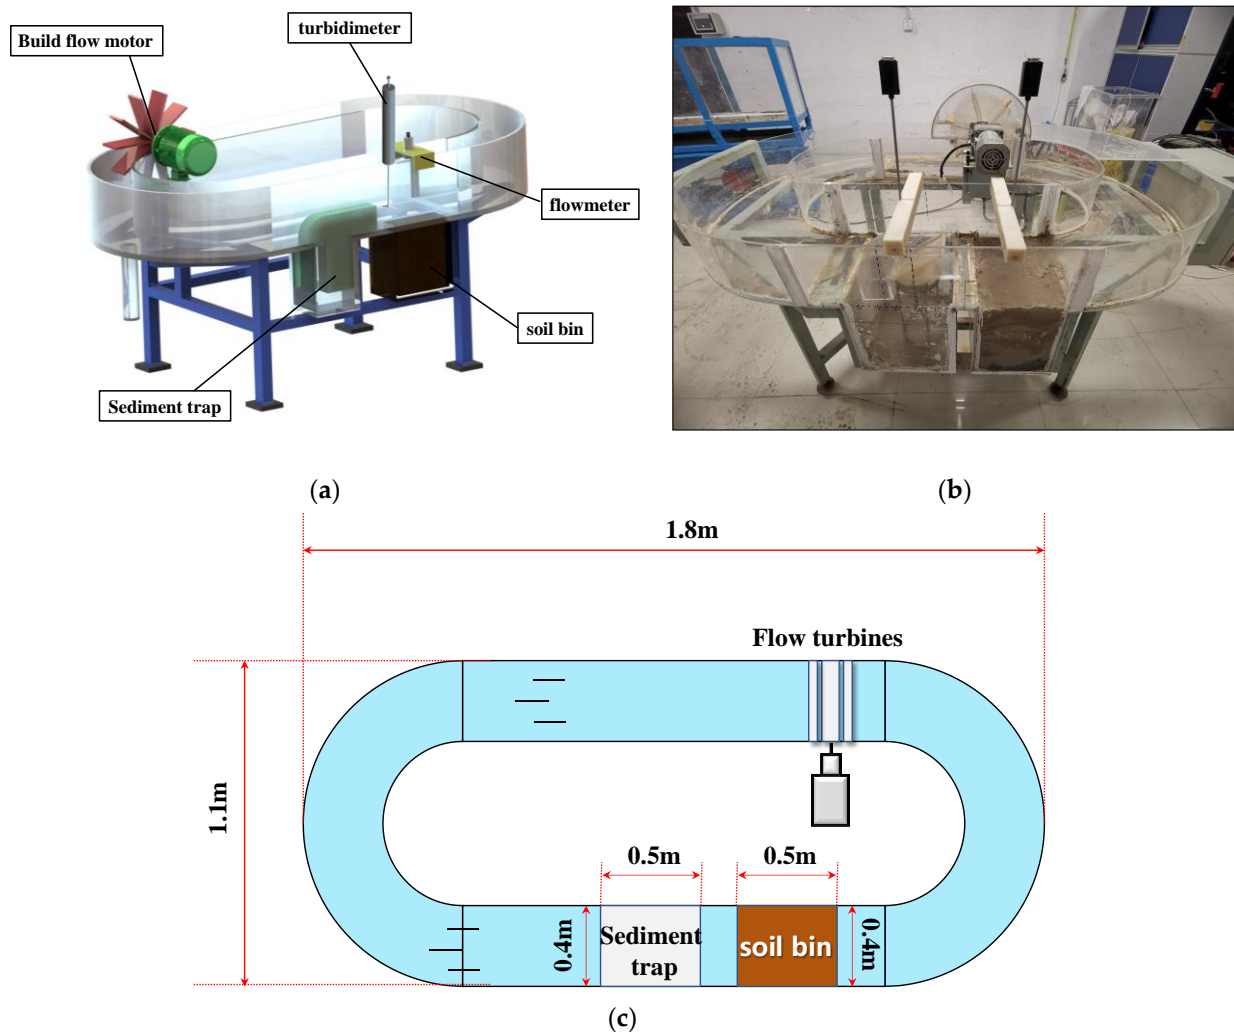 Build flow motor
turbidimeter
flowmeter
soil bin
Sediment trap
(a)
(b)
1.8m
Flow turbines
1.1m
0.5m
0.5m
0.4m
Sediment
trap
soil bin
0.4m
(c)